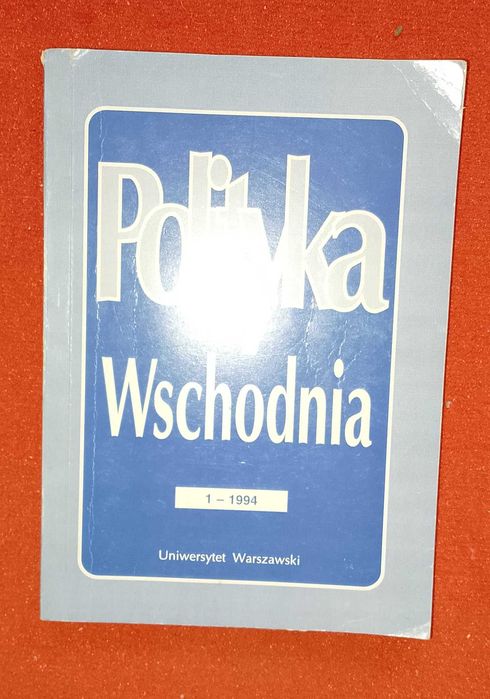 Polityka
Wschodnia
1 – 1994
Uniwersytet Warszawski